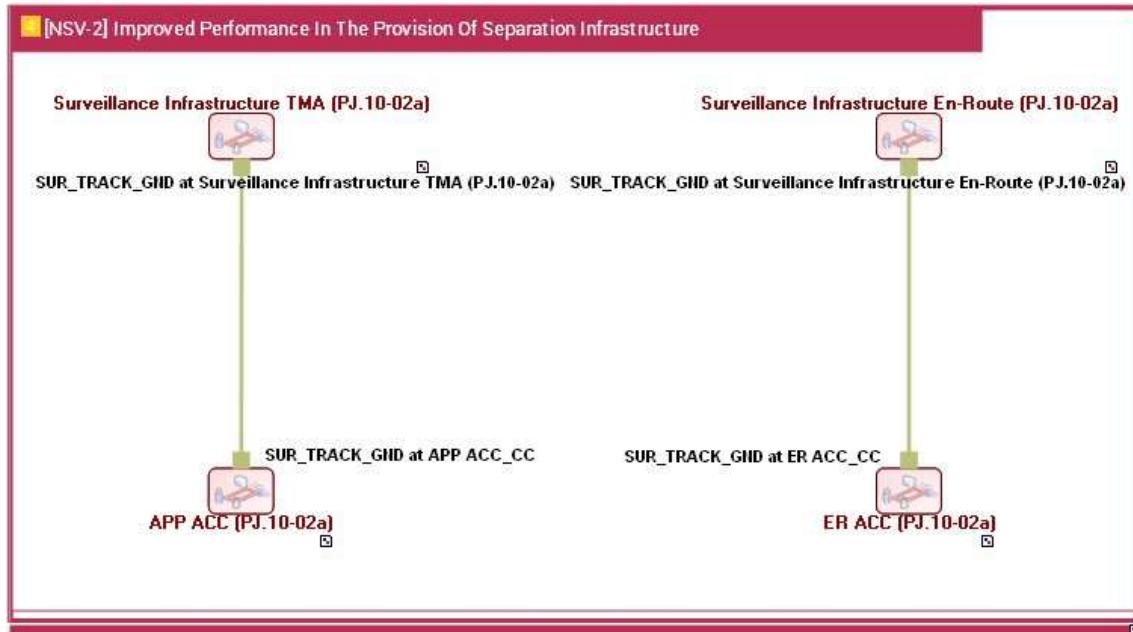 [NSV-2] Improved Performance In The Provision Of Separation Infrastructure
Surveillance Infrastructure TMA (PJ.10-02a)
Surveillance Infrastructure En-Route (PJ.10-02a)
SUR_TRACK_GND at Surveillance Infrastructure TMA (PJ.10-02a)
SUR_TRACK_GND at Surveillance Infrastructure En-Route (PJ.10-02a)
SUR_TRACK_GND at APP ACC_CC
SUR_TRACK_GND at ER ACC_CC
APP ACC (PJ.10-02a)
ER ACC (PJ.10-02a)